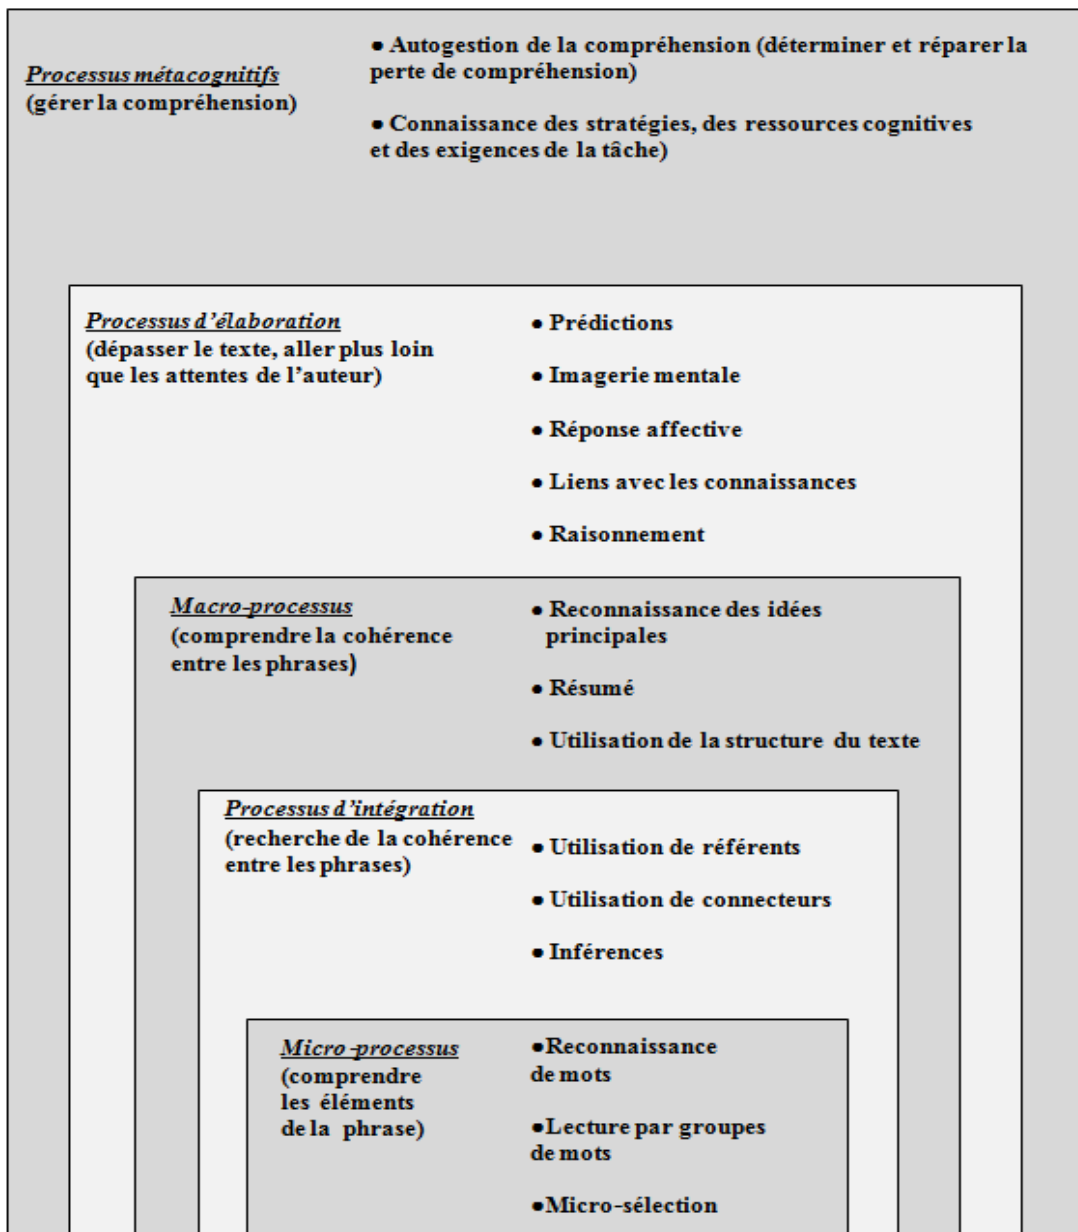 ● Autogestion de la compréhension (déterminer et réparer la
perte de compréhension)
Processus métacognitifs
(gérer la compréhension)
● Connaissance des stratégies, des ressources cognitives
et des exigences de la tâche)
Processus d'élaboration
(dépasser le texte, aller plus loin
que les attentes de l'auteur)
● Prédictions
● Imagerie mentale
● Réponse affective
● Liens avec les connaissances
● Raisonnement
Macro-processus
(comprendre la cohérence
entre les phrases)
● Reconnaissance des idées
principales
● Résumé
● Utilisation de la structure du texte
Processus d'intégration
(recherche de la cohérence
entre les phrases)
● Utilisation de référents
● Utilisation de connecteurs
● Inférences
Micro-processus
(comprendre
les éléments
de la phrase)
●Reconnaissance
de mots
●Lecture par groupes
de mots
●Micro-sélection